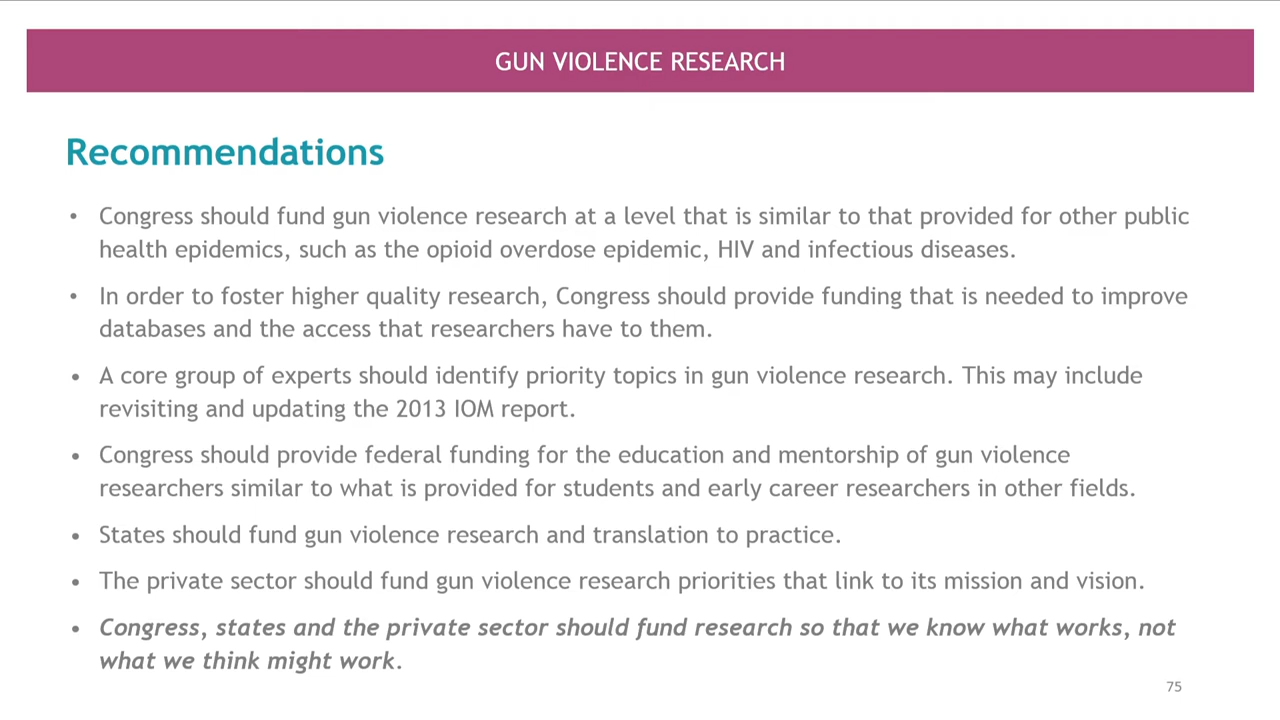 GUN VIOLENCE RESEARCH
Recommendations
• Congress should fund gun violence research at a level that is similar to that provided for other public
health epidemics, such as the opioid overdose epidemic, HIV and infectious diseases.
• In order to foster higher quality research, Congress should provide funding that is needed to improve
databases and the access that researchers have to them.
• A core group of experts should identify priority topics in gun violence research. This may include
revisiting and updating the 2013 IOM report.
• Congress should provide federal funding for the education and mentorship of gun violence
researchers similar to what is provided for students and early career researchers in other fields.
• States should fund gun violence research and translation to practice.
• The private sector should fund gun violence research priorities that link to its mission and vision.
• Congress, states and the private sector should fund research so that we know what works, not
what we think might work.
75